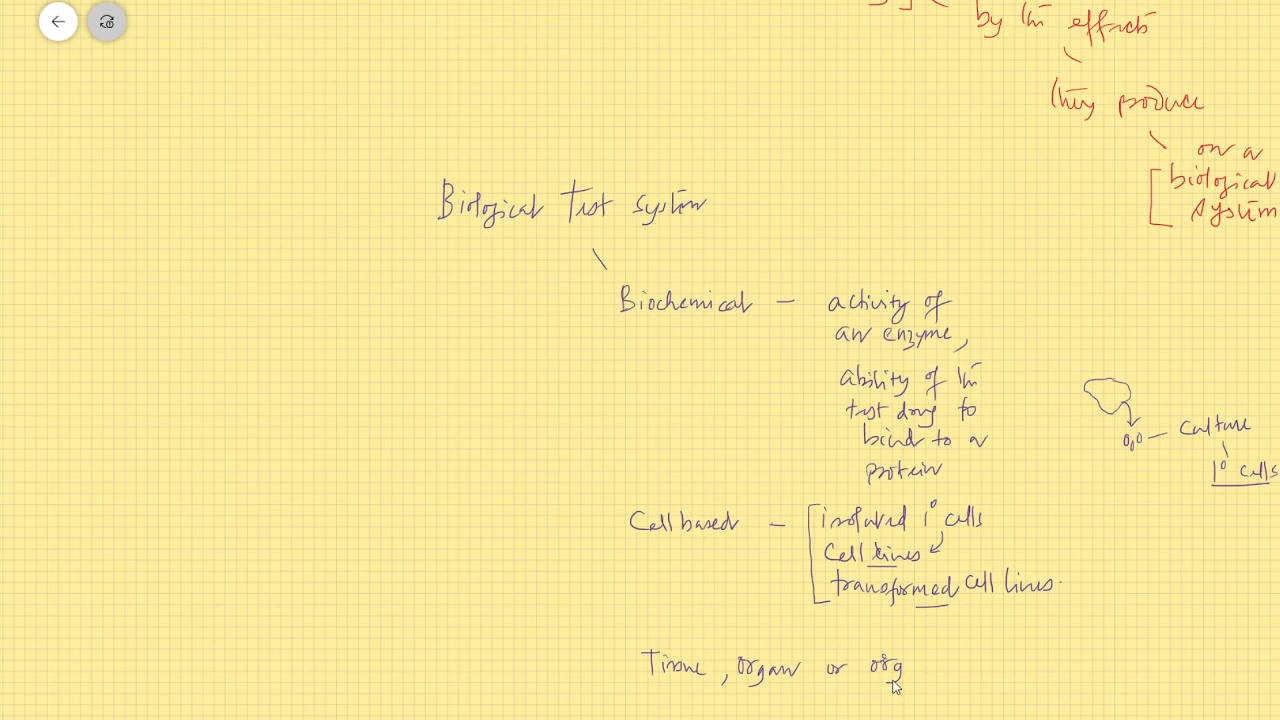 by the effects
they produce
on a
biological
system
Biological Test system
Biochemical - activity of
an enzyme,
ability of the
test drug to
bind to a
protein
Culture
1° cells
Cell based - isolated 1° cells
Cell lines
transformed cell lines.
Tissue, organ or org